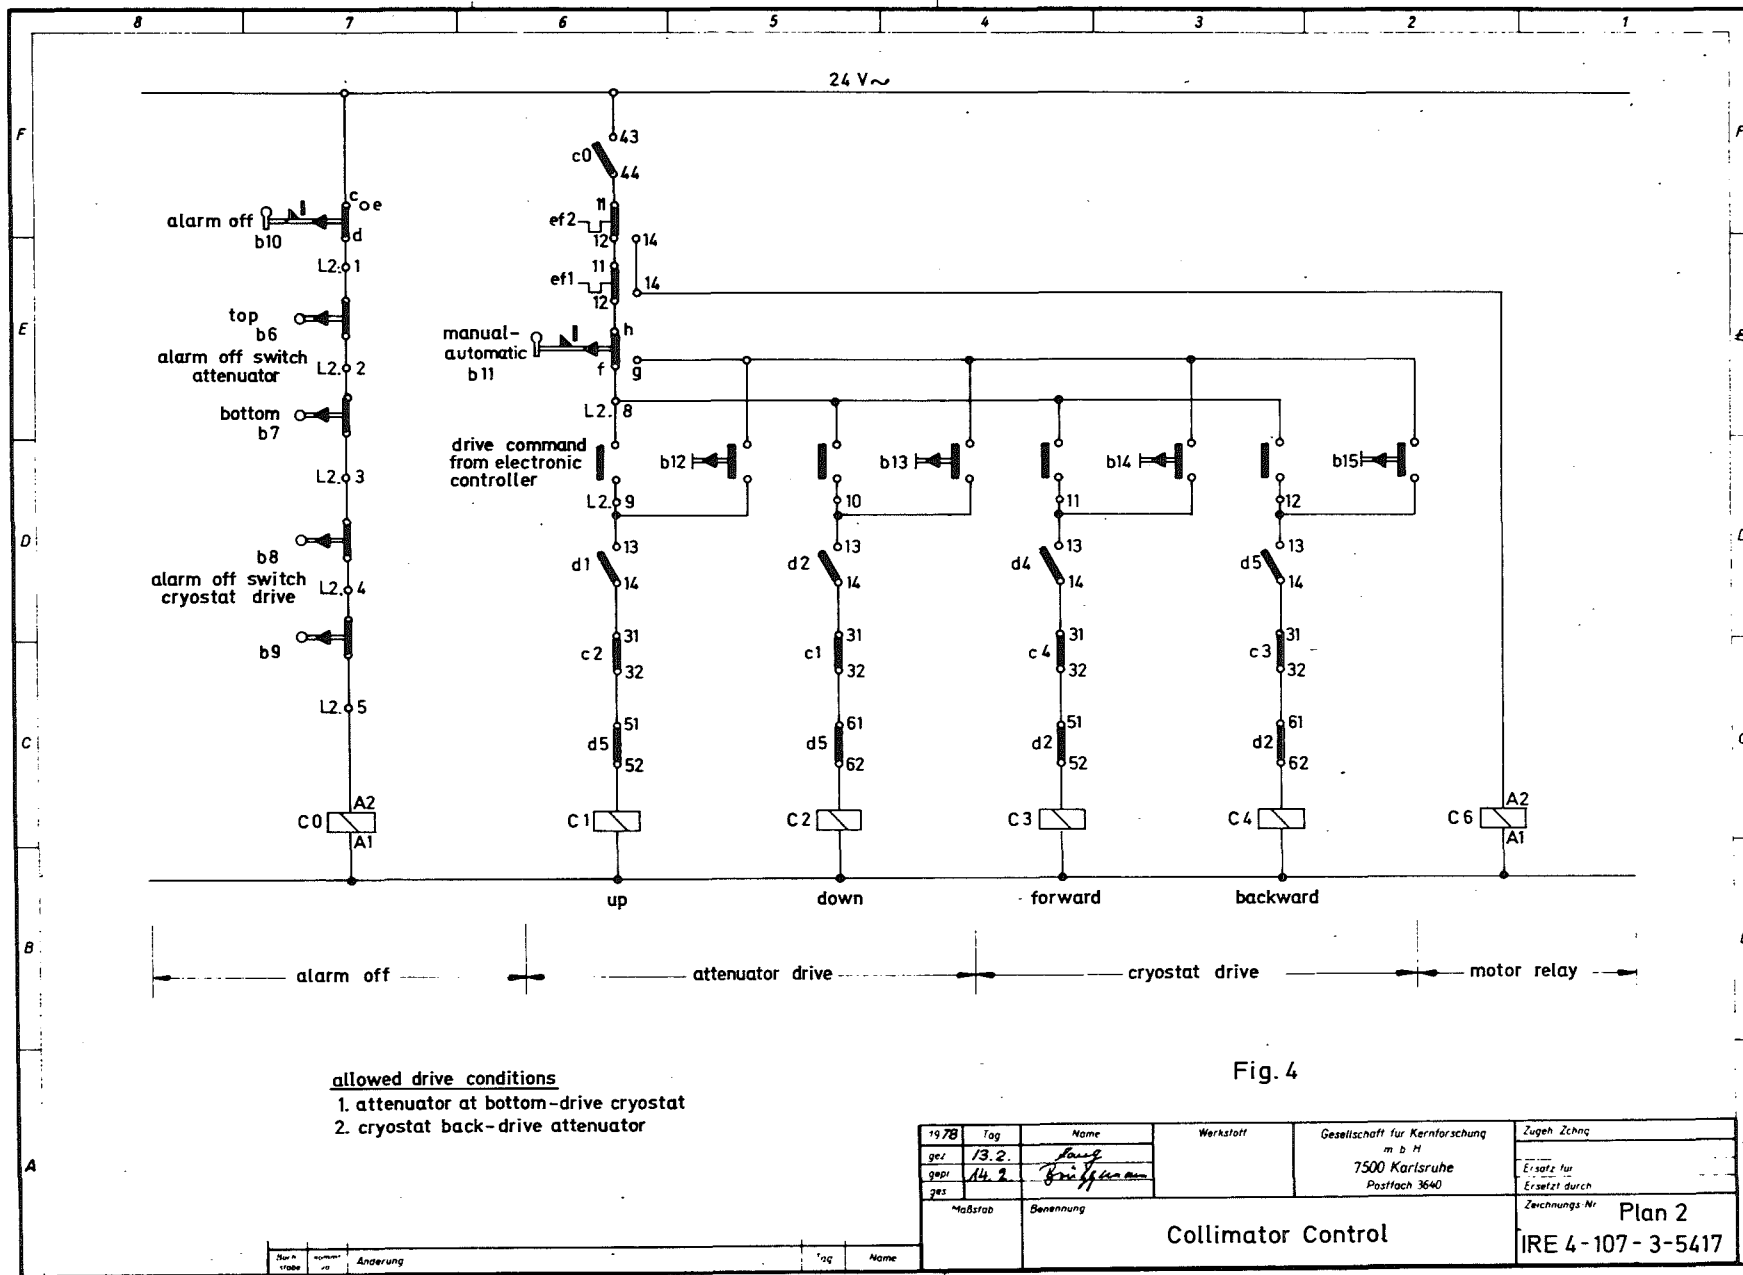 8 7 6 5 4 3 2 1
24 V~
F F
43
c0
44
c e
alarm off
b10
d
11
ef2
12 14
L2. 1
11
ef1
14
12
E E
top
b6
manual-
automatic
b11
h
f g
alarm off switch
attenuator
L2. 2
L2. 8
bottom
b7
drive command
from electronic
controller
b12 b13 b14 b15
L2. 3
L2. 9 10 11 12
D
b8
13 13 13 13
d1 d2 d4 d5
14 14 14 14
alarm off switch
cryostat drive
L2. 4
b9
31 31 31 31
c2 c1 c4 c3
32 32 32 32
L2. 5
C
51 61 51 61
d5 d5 d2 d2
52 62 52 62
A2 A2
C0 C1 C2 C3 C4 C6
A1 A1
up down forward backward
B
alarm off attenuator drive cryostat drive motor relay
allowed drive conditions
1. attenuator at bottom-drive cryostat
2. cryostat back-drive attenuator
Fig. 4
A
1978 Tag Name Werkstoff Gesellschaft fur Kernforschung Zugeh Zchng
m b H
gez 13.2.
7500 Karlsruhe
gepr 14.2. Ersatz fur
Postfach 3640
ges Ersetzt durch
Maßstab Benennung Zeichnungs-Nr
Plan 2
Collimator Control
IRE 4-107-3-5417
Anderung Tag Name